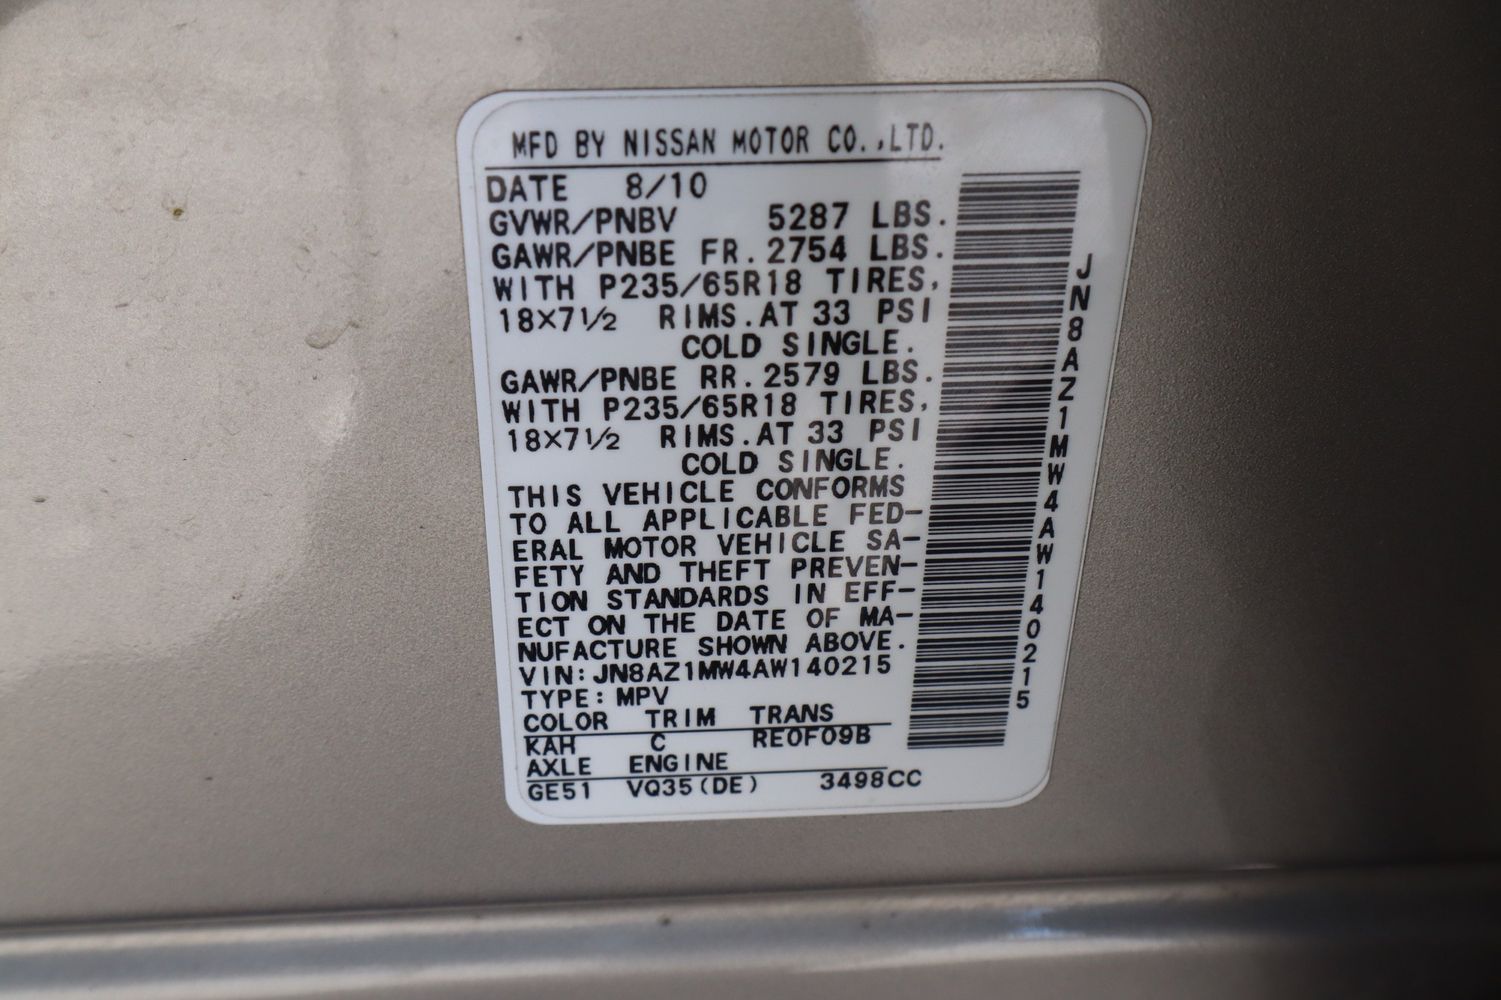 MFD BY NISSAN MOTOR CO.,LTD.
DATE 8/10
GVWR/PNBV 5287 LBS.
GAWR/PNBE FR. 2754 LBS.
WITH P235/65R18 TIRES,
18×7½ RIMS.AT 33 PSI
COLD SINGLE.
GAWR/PNBE RR. 2579 LBS.
WITH P235/65R18 TIRES,
18×7½ RIMS.AT 33 PSI
COLD SINGLE.
THIS VEHICLE CONFORMS
TO ALL APPLICABLE FED-
ERAL MOTOR VEHICLE SA-
FETY AND THEFT PREVEN-
TION STANDARDS IN EFF-
ECT ON THE DATE OF MA-
NUFACTURE SHOWN ABOVE.
VIN:JN8AZ1MW4AW140215
TYPE:MPV
COLOR TRIM TRANS
KAH C RE0F09B
AXLE ENGINE
GE51 VQ35(DE) 3498CC
JN8AZ1MW4AW140215